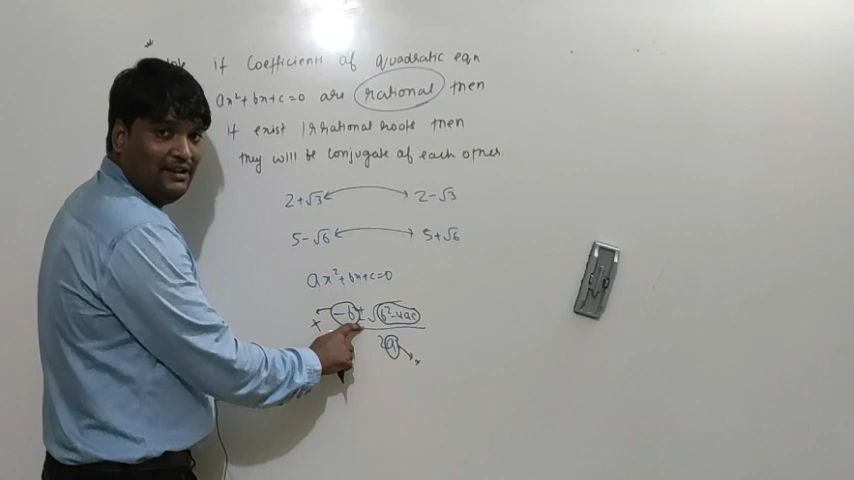 if Coefficients of quadratic eqn
ax²+bx+c=0 are rational then
if exist Irrational roots then
they will be conjugate of each other.
2+√3 2-√3
5-√6 5+√6
ax²+bx+c=0
-b±√b²-4ac
2a